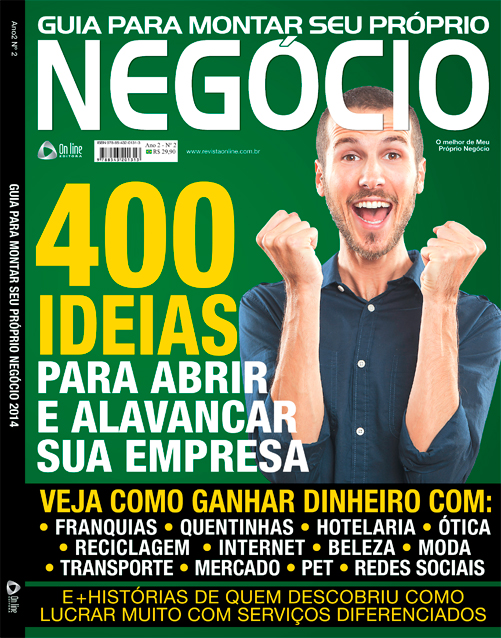 Ano2 Nº 2
GUIA PARA MONTAR SEU PRÓPRIO
NEGÓCIO
On line
EDITORA
Ano 2 - Nº 2
R$ 29,90
www.revistaonline.com.br
O melhor de Meu
Próprio Negócio
400
IDEIAS
PARA ABRIR
E ALAVANCAR
SUA EMPRESA
GUIA PARA MONTAR SEU PRÓPRIO NEGÓCIO 2014
VEJA COMO GANHAR DINHEIRO COM:
• FRANQUIAS • QUENTINHAS • HOTELARIA • ÓTICA
• RECICLAGEM • INTERNET • BELEZA • MODA
• TRANSPORTE • MERCADO • PET • REDES SOCIAIS
E+HISTÓRIAS DE QUEM DESCOBRIU COMO
LUCRAR MUITO COM SERVIÇOS DIFERENCIADOS